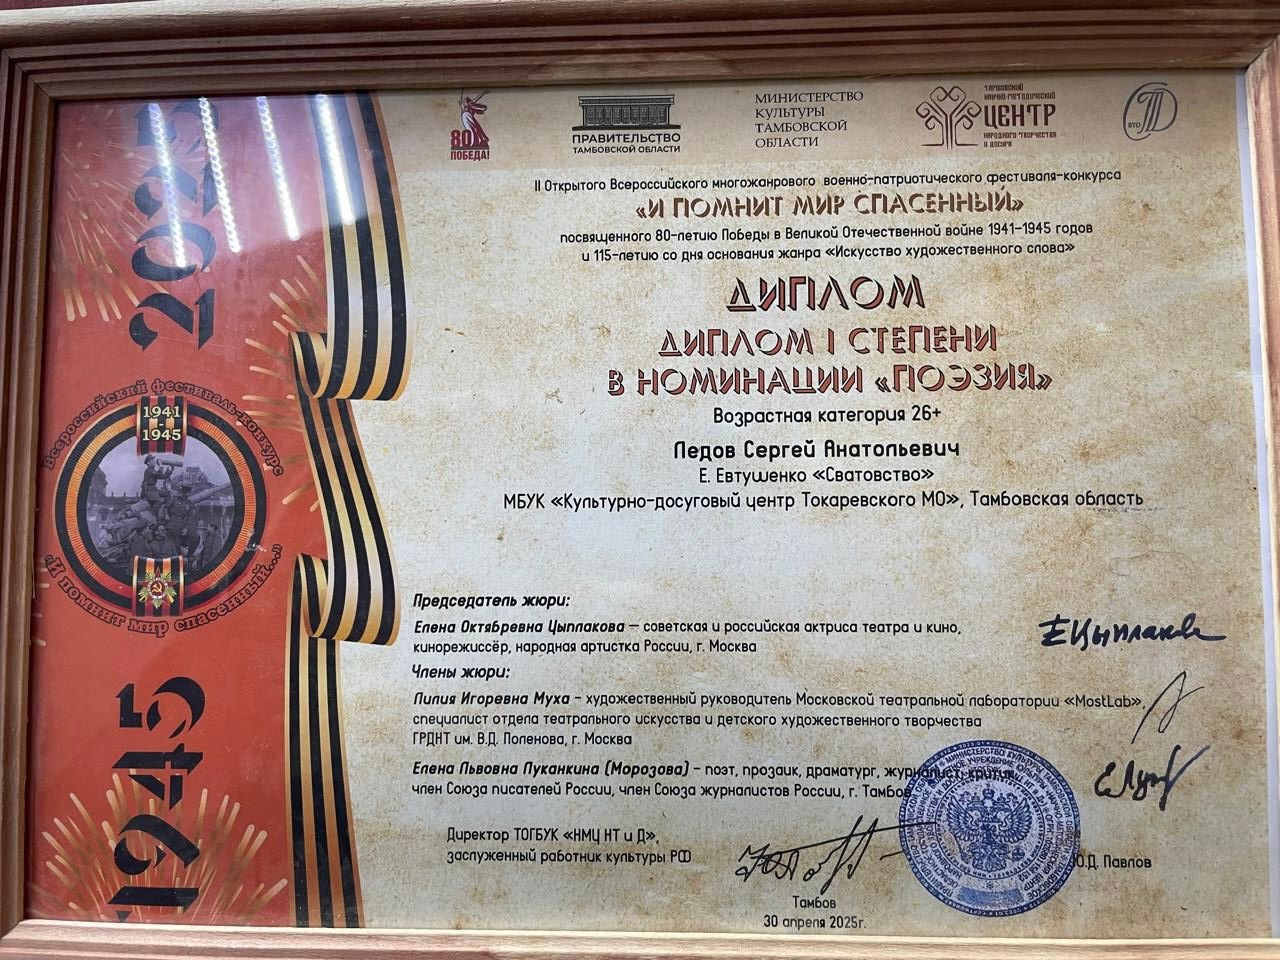 2025
1945
Всероссийский фестиваль-конкурс
1941
-
1945
«И помнит мир спасенный...»
80
ПОБЕДА!
ПРАВИТЕЛЬСТВО
ТАМБОВСКОЙ ОБЛАСТИ
МИНИСТЕРСТВО
КУЛЬТУРЫ
ТАМБОВСКОЙ
ОБЛАСТИ
ТАМБОВСКИЙ
НАУЧНО-МЕТОДИЧЕСКИЙ
ЦЕНТР
НАРОДНОГО ТВОРЧЕСТВА
И ДОСУГА
ВТО
II Открытого Всероссийского многожанрового военно-патриотического фестиваля-конкурса
«И ПОМНИТ МИР СПАСЕННЫЙ»
посвященного 80-летию Победы в Великой Отечественной войне 1941-1945 годов
и 115-летию со дня основания жанра «Искусство художественного слова»
ДИПЛОМ
ДИПЛОМ I СТЕПЕНИ
В НОМИНАЦИИ «ПОЭЗИЯ»
Возрастная категория 26+
Ледов Сергей Анатольевич
Е. Евтушенко «Сватовство»
МБУК «Культурно-досуговый центр Токаревского МО», Тамбовская область
Председатель жюри:
Елена Октябревна Цыплакова – советская и российская актриса театра и кино,
кинорежиссёр, народная артистка России, г. Москва
Члены жюри:
Лилия Игоревна Муха – художественный руководитель Московской театральной лаборатории «MostLab»,
специалист отдела театрального искусства и детского художественного творчества
ГРДНТ им. В.Д. Поленова, г. Москва
Елена Львовна Луканкина (Морозова) – поэт, прозаик, драматург, журналист, критик,
член Союза писателей России, член Союза журналистов России, г. Тамбов
Директор ТОГБУК «НМЦ НТ и Д»,
заслуженный работник культуры РФ
Ю.Д. Павлов
Тамбов
30 апреля 2025г.